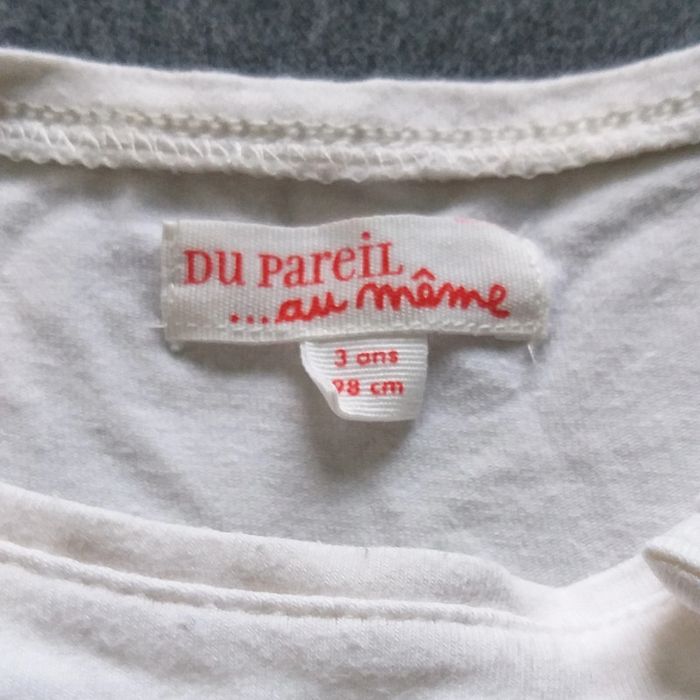 DU PAREIL
...au même
3 ans
98 cm